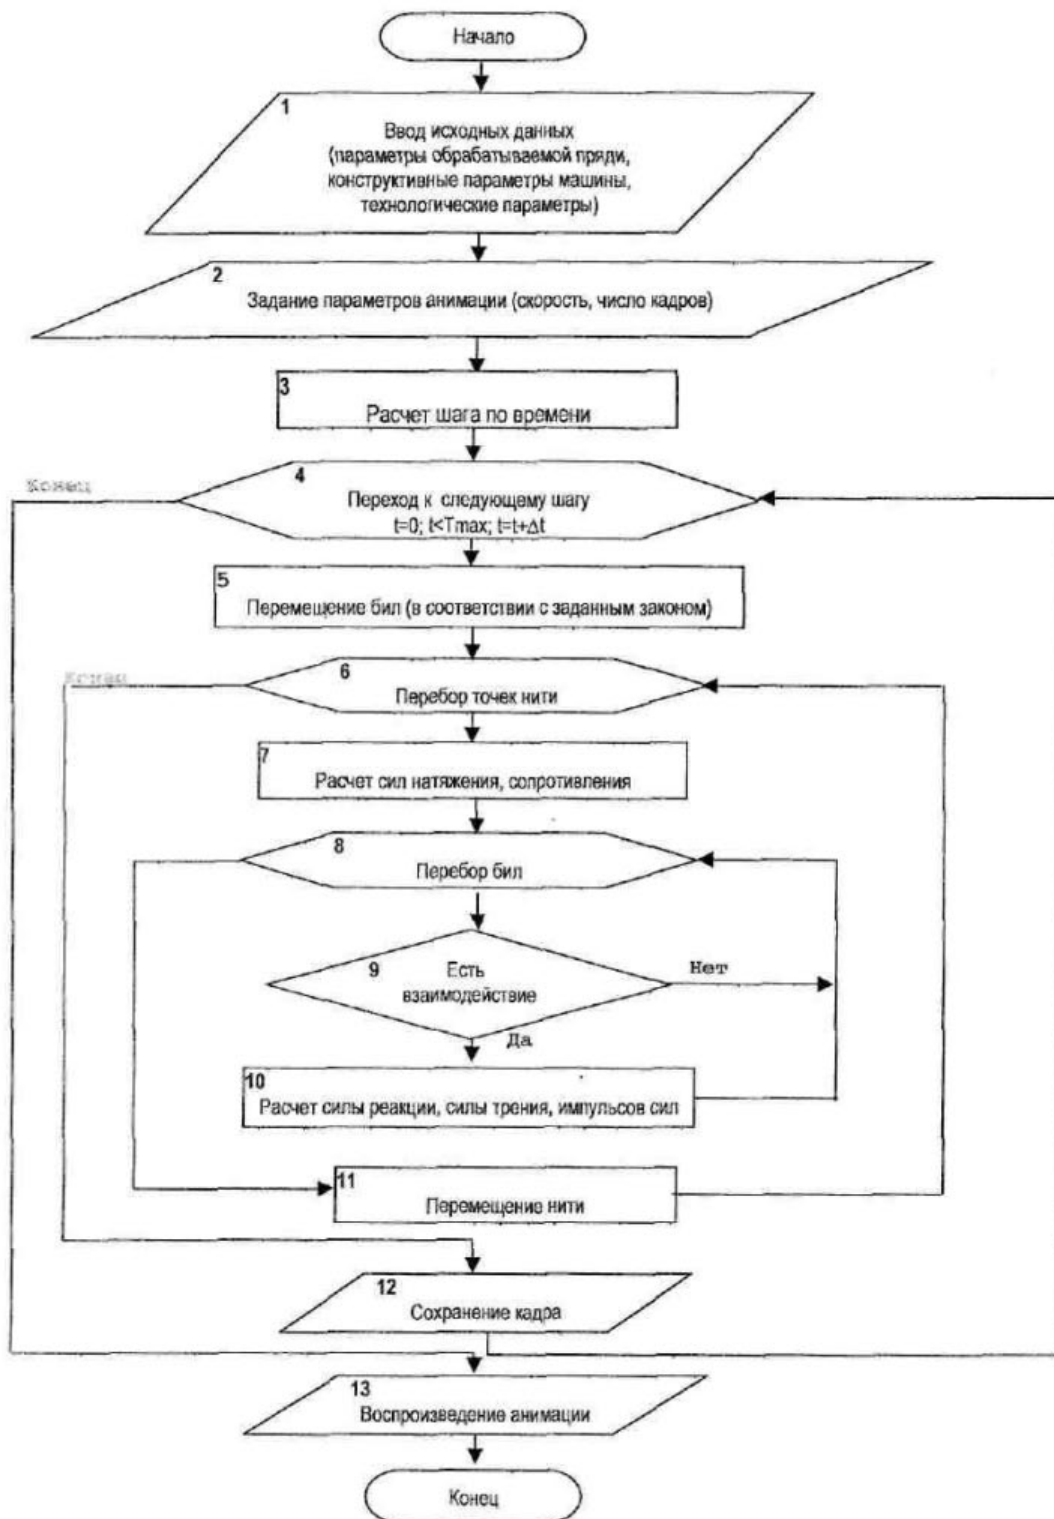 Начало
1
Ввод исходных данных
(параметры обрабатываемой пряди,
конструктивные параметры машины,
технологические параметры)
2
Задание параметров анимации (скорость, число кадров)
3
Расчет шага по времени
Конец
4
Переход к следующему шагу
t=0; t<Tmax; t=t+Δt
5
Перемещение бил (в соответствии с заданным законом)
Конец
6
Перебор точек нити
7
Расчет сил натяжения, сопротивления
8
Перебор бил
9
Есть
взаимодействие
Нет
Да
10
Расчет силы реакции, силы трения, импульсов сил
11
Перемещение нити
12
Сохранение кадра
13
Воспроизведение анимации
Конец